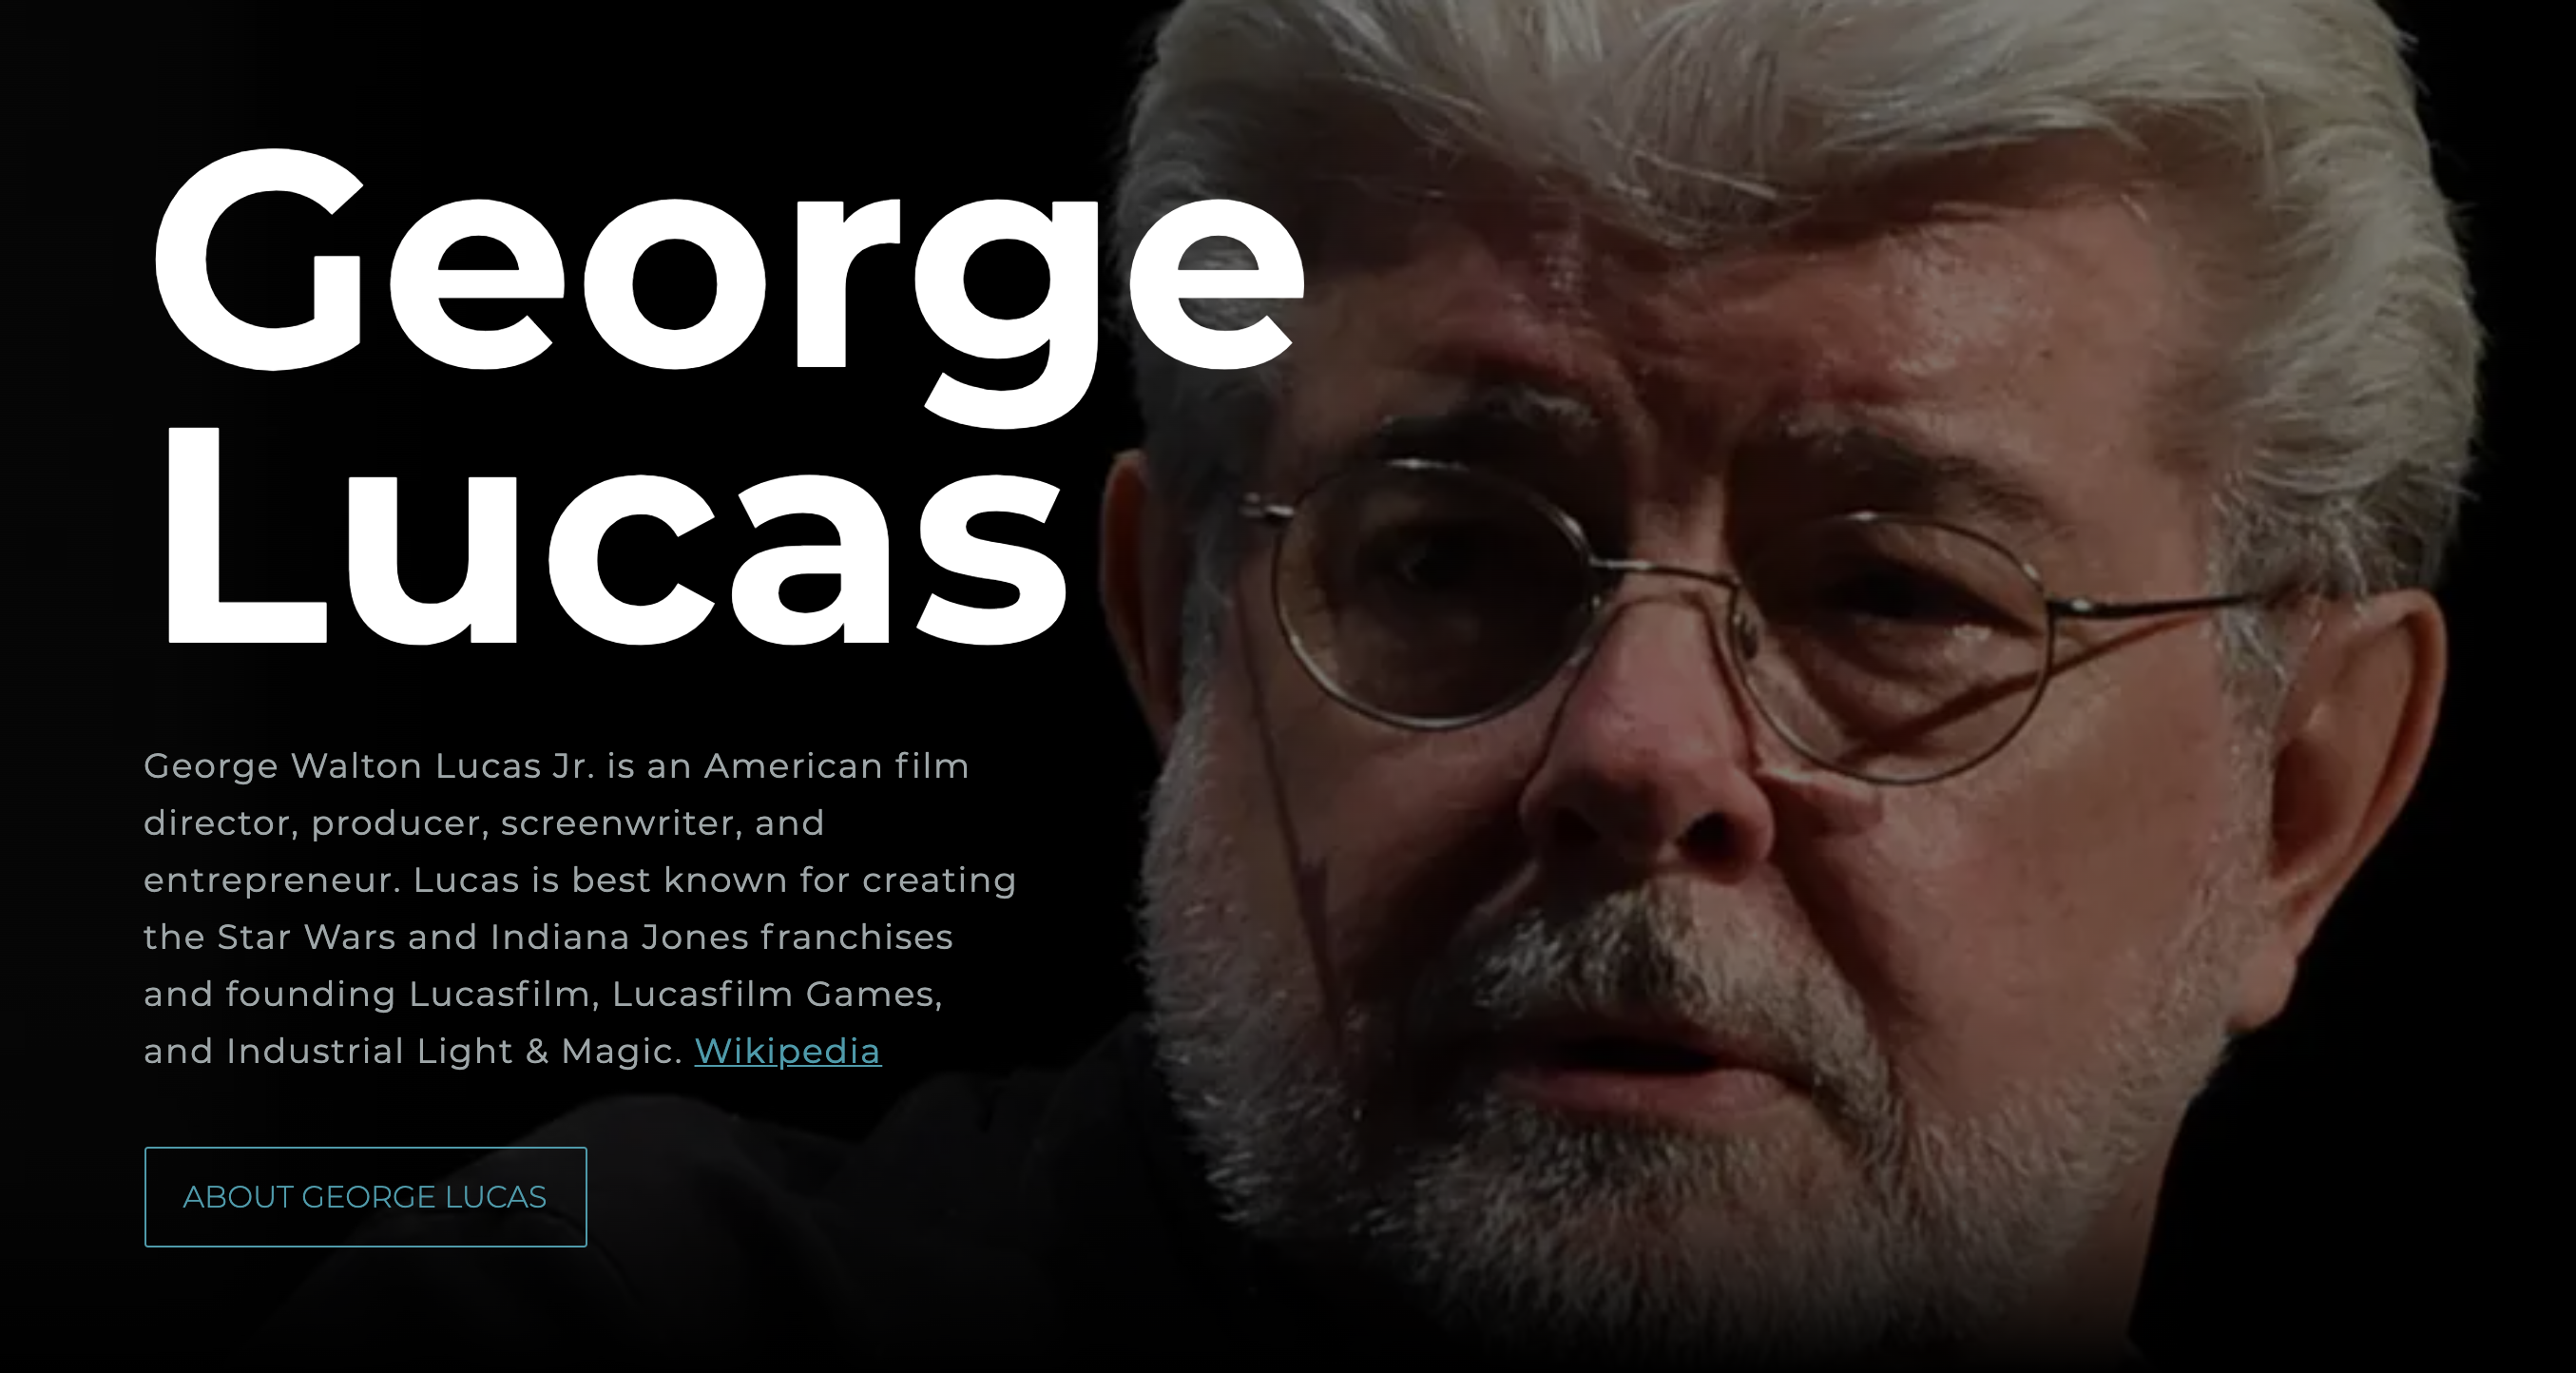 George
Lucas
George Walton Lucas Jr. is an American film
director, producer, screenwriter, and
entrepreneur. Lucas is best known for creating
the Star Wars and Indiana Jones franchises
and founding Lucasfilm, Lucasfilm Games,
and Industrial Light & Magic. Wikipedia
ABOUT GEORGE LUCAS